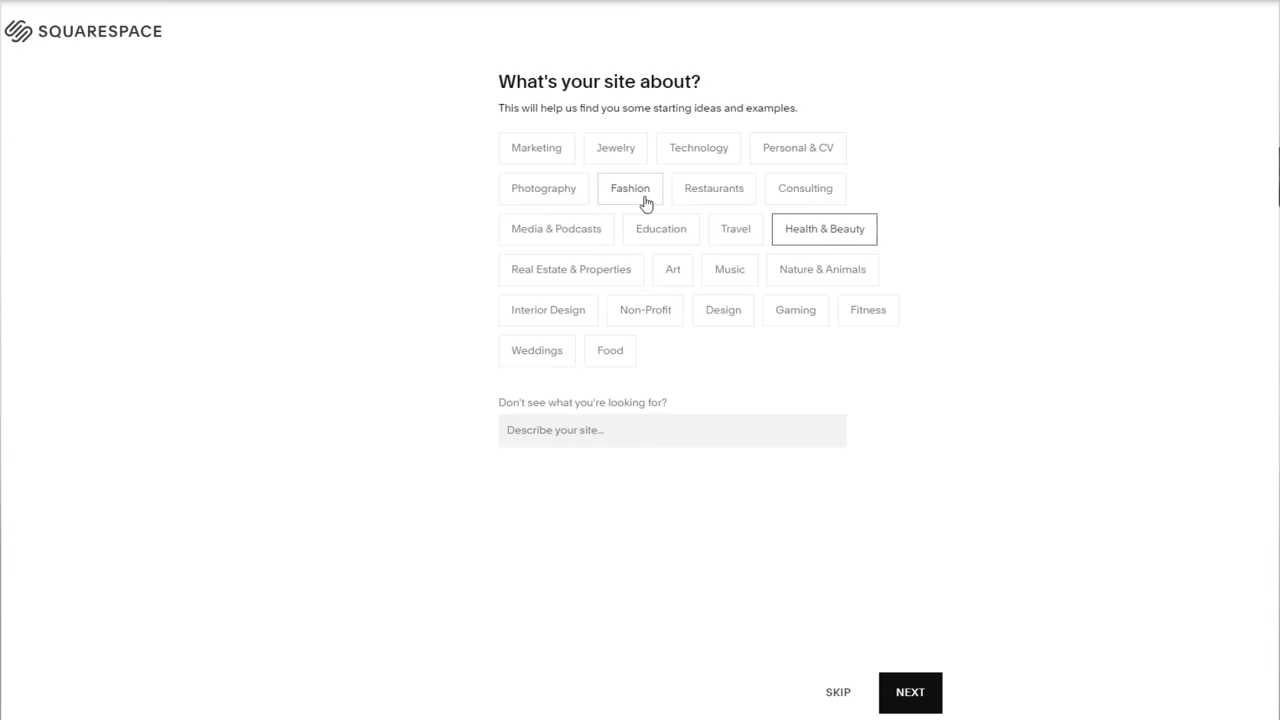 SQUARESPACE
What's your site about?
This will help us find you some starting ideas and examples.
Marketing Jewelry Technology Personal & CV
Photography Fashion Restaurants Consulting
Media & Podcasts Education Travel Health & Beauty
Real Estate & Properties Art Music Nature & Animals
Interior Design Non-Profit Design Gaming Fitness
Weddings Food
Don't see what you're looking for?
Describe your site...
SKIP NEXT